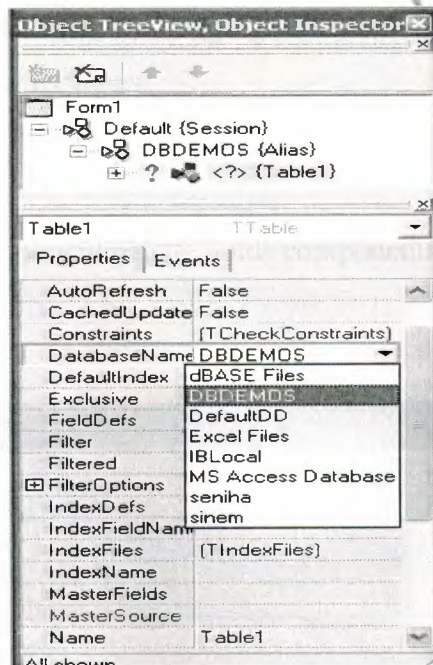 Object TreeView, Object Inspector
Form1
Default {Session}
DBDEMOS {Alias}
? <?> {Table1}
Table1 TTable
Properties Events
AutoRefresh False
CachedUpdate False
Constraints (TCheckConstraints)
DatabaseName DBDEMOS
DefaultIndex dBASE Files
Exclusive DBDEMOS
FieldDefs DefaultDD
Filter Excel Files
Filtered IBLocal
FilterOptions MS Access Database
IndexDefs seniha
IndexFieldNam sinem
IndexFiles (TIndexFiles)
IndexName
MasterFields
MasterSource
Name Table1
All shown